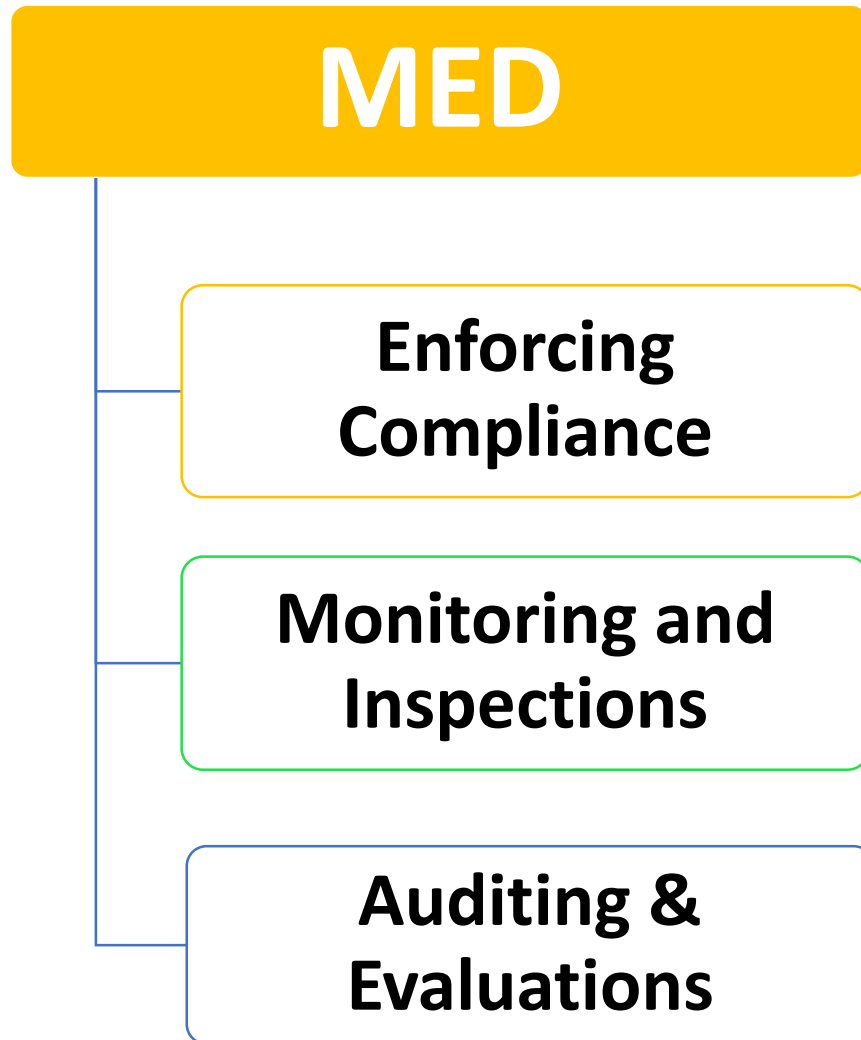 MED
Enforcing
Compliance
Monitoring and
Inspections
Auditing &
Evaluations